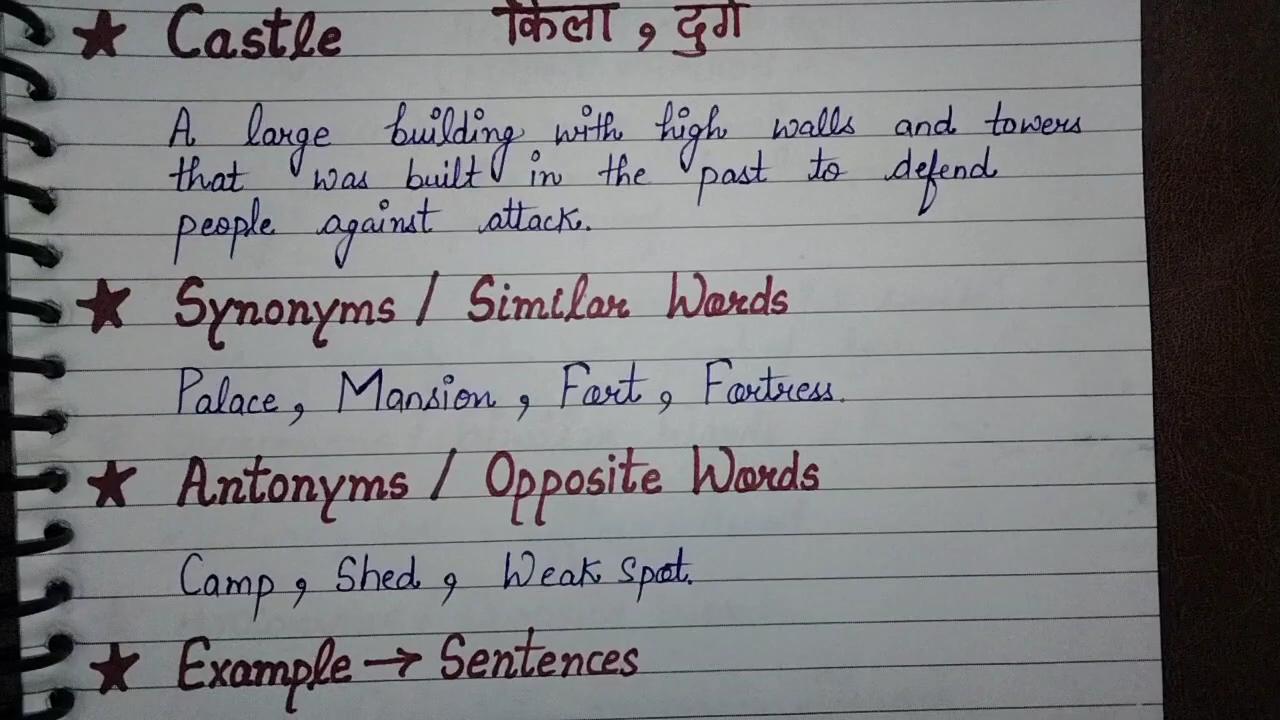 ★ Castle किला , दुर्ग
A large building with high walls and towers
that was built in the past to defend
people against attack.
★ Synonyms / Similar Words
Palace, Mansion, Fort, Fortress.
★ Antonyms / Opposite Words
Camp, Shed, Weak spot.
★ Example → Sentences